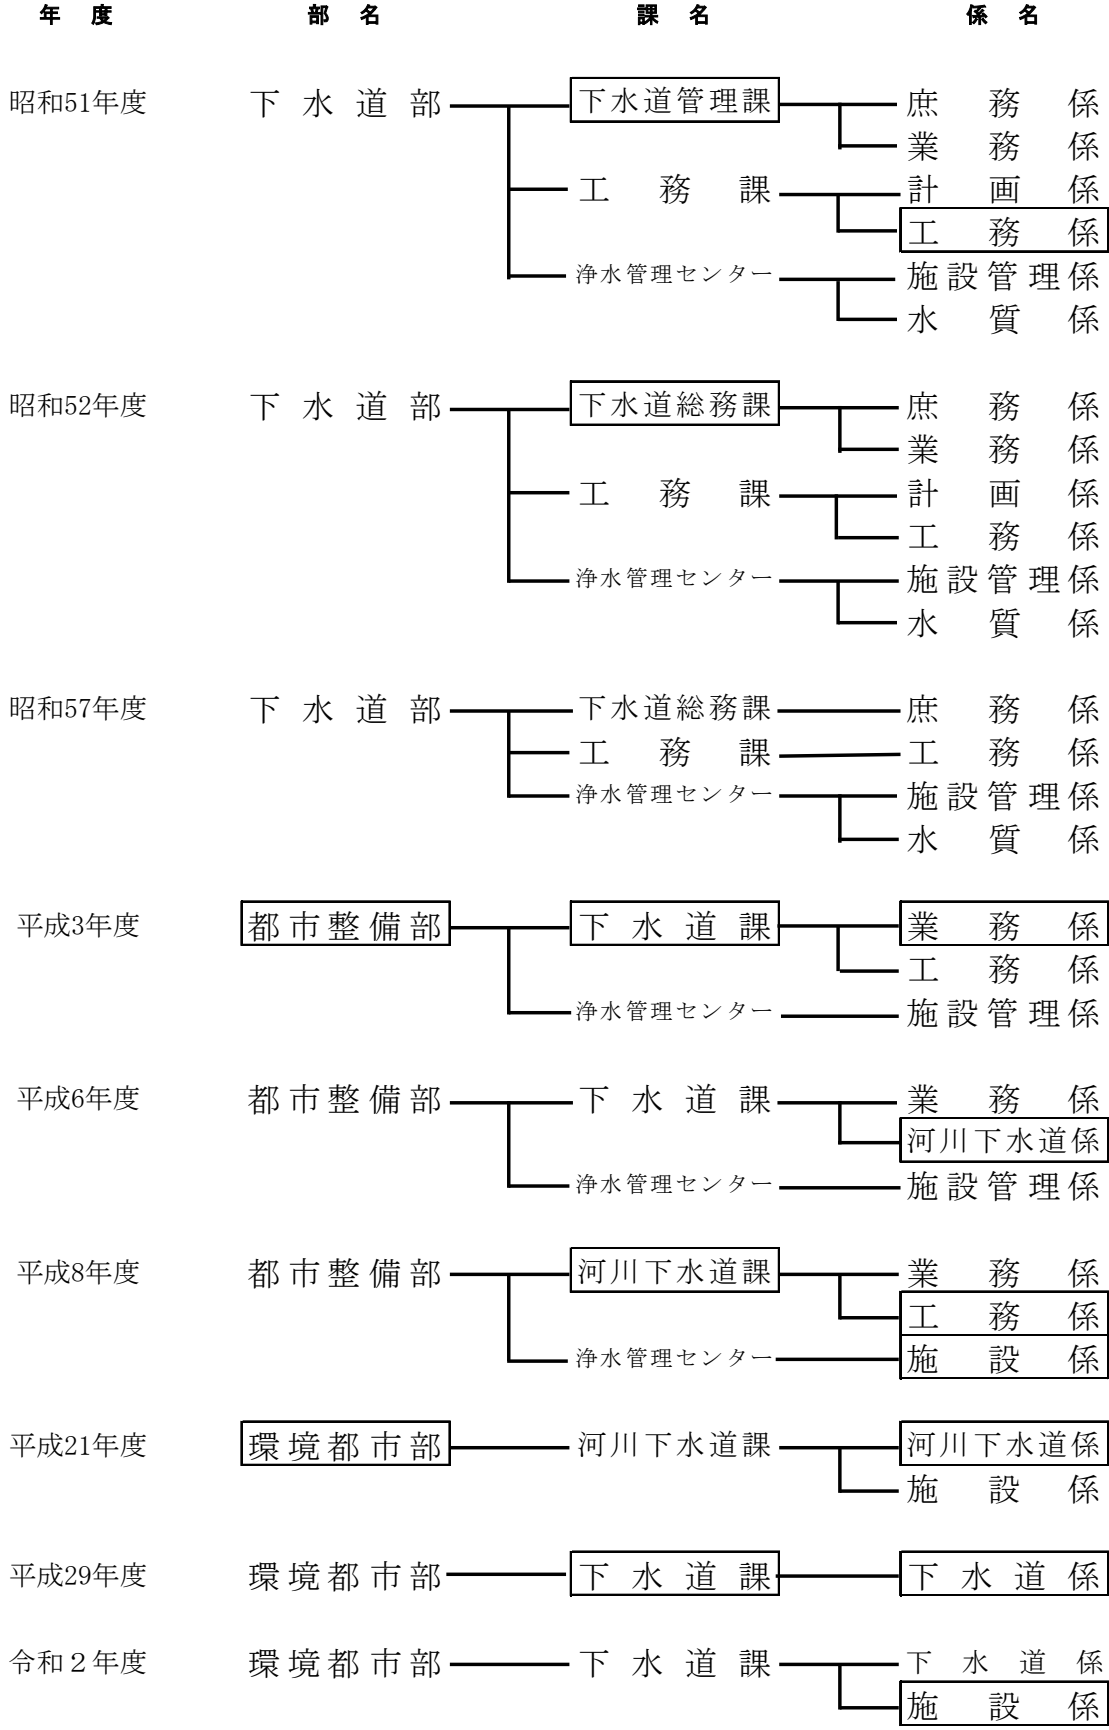 年度 部名 課名 係名
昭和51年度 下水道部 下水道管理課 庶務係
業務係
工務課 計画係
工務係
浄水管理センター 施設管理係
水質係
昭和52年度 下水道部 下水道総務課 庶務係
業務係
工務課 計画係
工務係
浄水管理センター 施設管理係
水質係
昭和57年度 下水道部 下水道総務課 庶務係
工務課 工務係
浄水管理センター 施設管理係
水質係
平成3年度 都市整備部 下水道課 業務係
工務係
浄水管理センター 施設管理係
平成6年度 都市整備部 下水道課 業務係
河川下水道係
浄水管理センター 施設管理係
平成8年度 都市整備部 河川下水道課 業務係
工務係
浄水管理センター 施設係
平成21年度 環境都市部 河川下水道課 河川下水道係
施設係
平成29年度 環境都市部 下水道課 下水道係
令和２年度 環境都市部 下水道課 下水道係
施設係